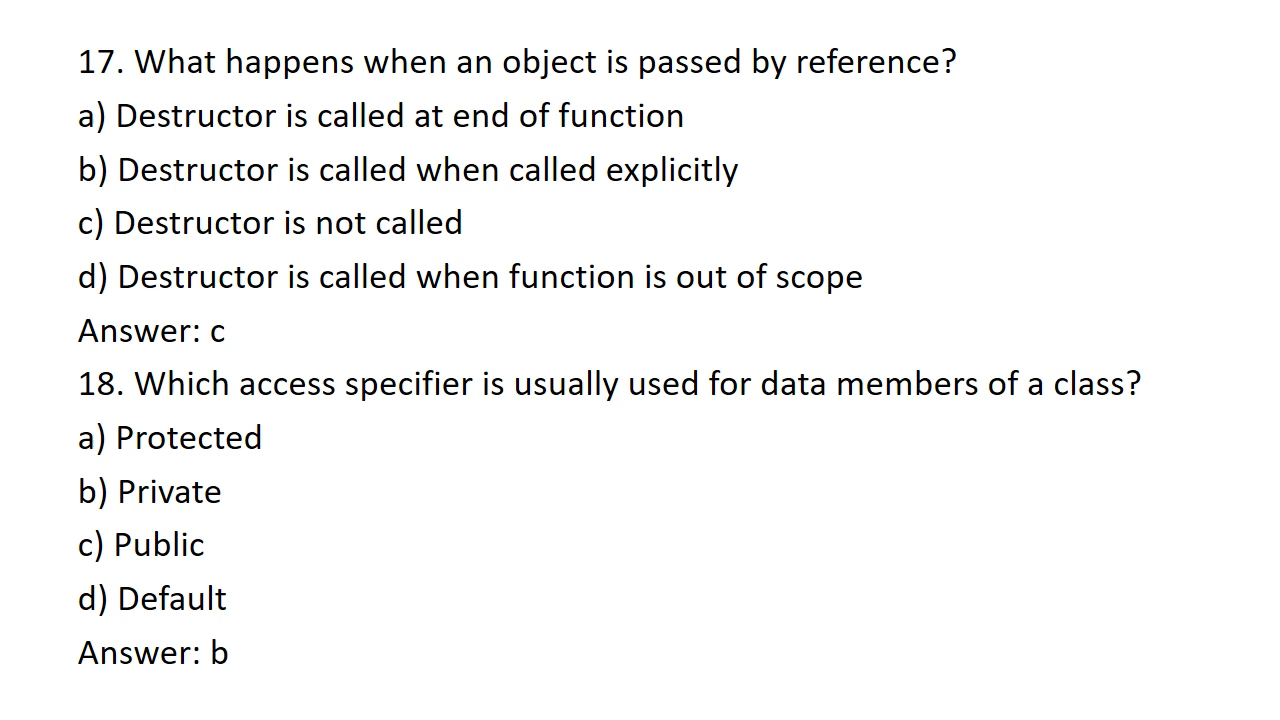 17. What happens when an object is passed by reference?
a) Destructor is called at end of function
b) Destructor is called when called explicitly
c) Destructor is not called
d) Destructor is called when function is out of scope
Answer: c
18. Which access specifier is usually used for data members of a class?
a) Protected
b) Private
c) Public
d) Default
Answer: b